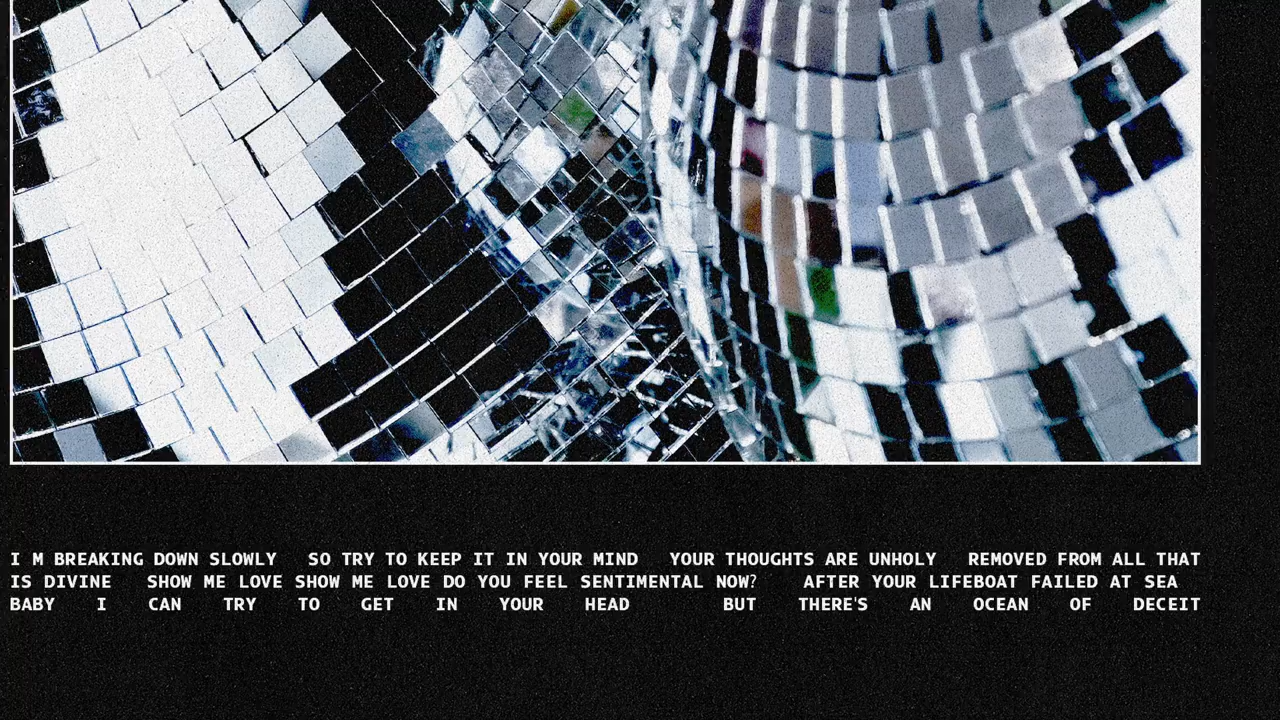 I M BREAKING DOWN SLOWLY SO TRY TO KEEP IT IN YOUR MIND YOUR THOUGHTS ARE UNHOLY REMOVED FROM ALL THAT
IS DIVINE SHOW ME LOVE SHOW ME LOVE DO YOU FEEL SENTIMENTAL NOW? AFTER YOUR LIFEBOAT FAILED AT SEA
BABY I CAN TRY TO GET IN YOUR HEAD BUT THERE'S AN OCEAN OF DECEIT